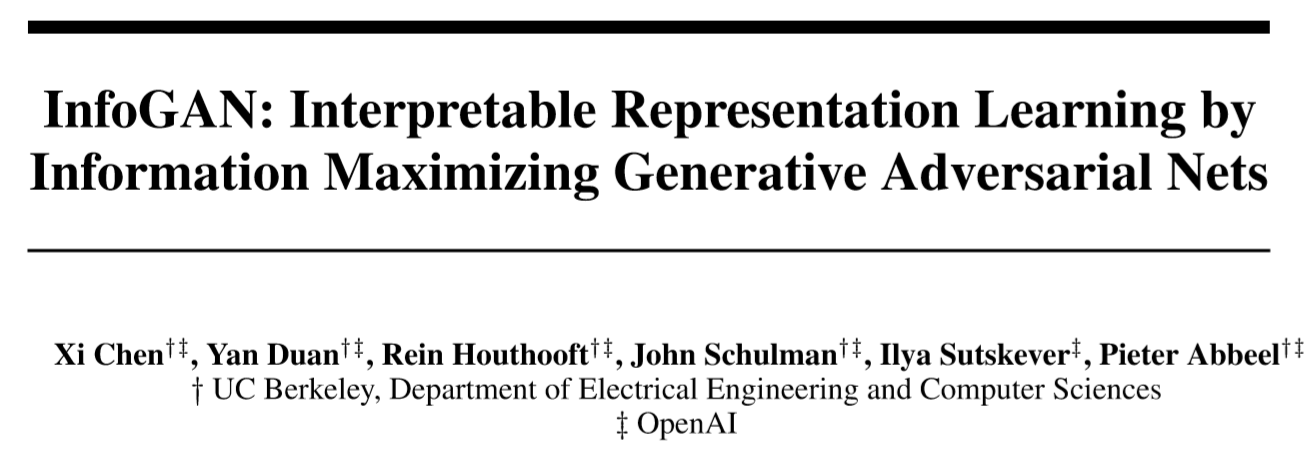 InfoGAN: Interpretable Representation Learning by
Information Maximizing Generative Adversarial Nets
Xi Chen†‡, Yan Duan†‡, Rein Houthooft†‡, John Schulman†‡, Ilya Sutskever‡, Pieter Abbeel†‡
† UC Berkeley, Department of Electrical Engineering and Computer Sciences
‡ OpenAI